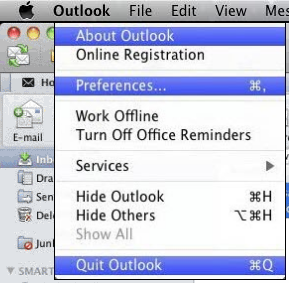 Outlook File Edit View Mes
About Outlook
Online Registration
Preferences... ⌘,
Work Offline
Turn Off Office Reminders
Services ▶
Hide Outlook ⌘H
Hide Others ⌥⌘H
Show All
Quit Outlook ⌘Q
Ho
E-mail
Inb
Dra
Sen
Del
Junl
▼ SMART